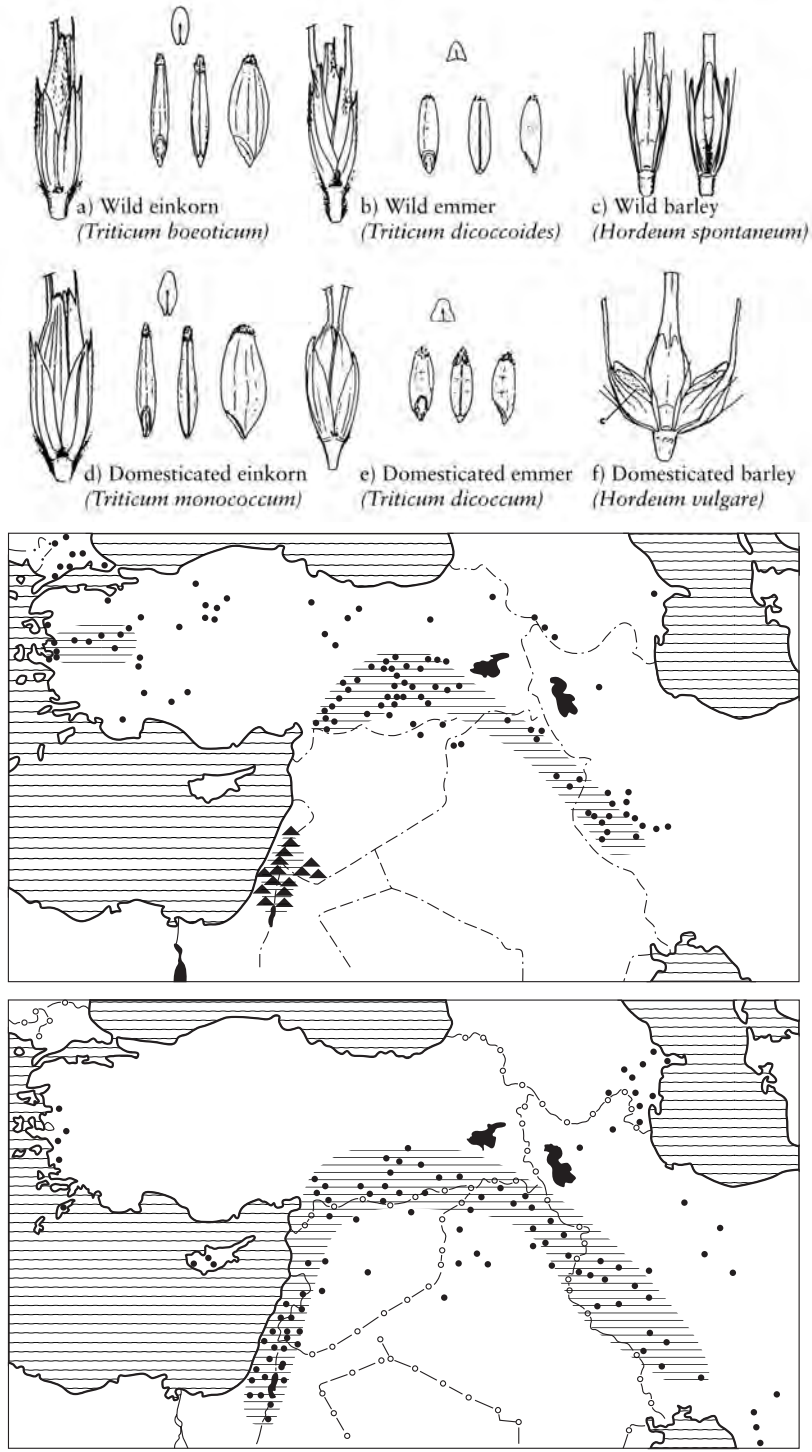 a) Wild einkorn
(Triticum boeoticum)
b) Wild emmer
(Triticum dicoccoides)
c) Wild barley
(Hordeum spontaneum)
d) Domesticated einkorn
(Triticum monococcum)
e) Domesticated emmer
(Triticum dicoccum)
f) Domesticated barley
(Hordeum vulgare)